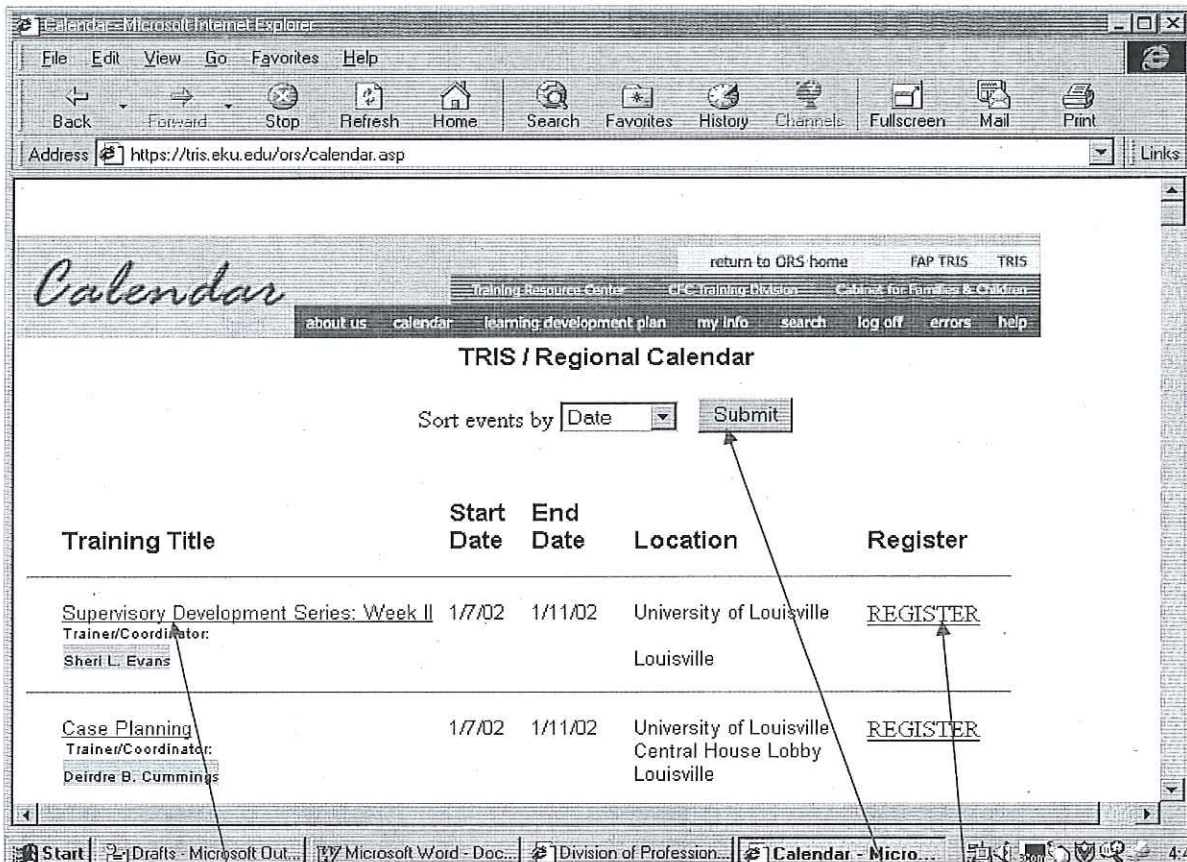 Calendar - Microsoft Internet Explorer
File Edit View Go Favorites Help
Back Forward Stop Refresh Home Search Favorites History Channels Fullscreen Mail Print
Address https://tris.eku.edu/ors/calendar.asp Links
return to ORS home FAP TRIS TRIS
Calendar
Training Resource Center CFC Training Division Cabinet for Families & Children
about us calendar learning development plan my info search log off errors help
TRIS / Regional Calendar
Sort events by Date Submit
Training Title Start Date End Date Location Register
Supervisory Development Series: Week II 1/7/02 1/11/02 University of Louisville REGISTER
Trainer/Coordinator:
Sheri L. Evans Louisville
Case Planning 1/7/02 1/11/02 University of Louisville REGISTER
Trainer/Coordinator: Central House Lobby
Deirdre B. Cummings Louisville
Start Drafts - Microsoft Out... Microsoft Word - Doc... Division of Profession... Calendar - Micro... 4:4